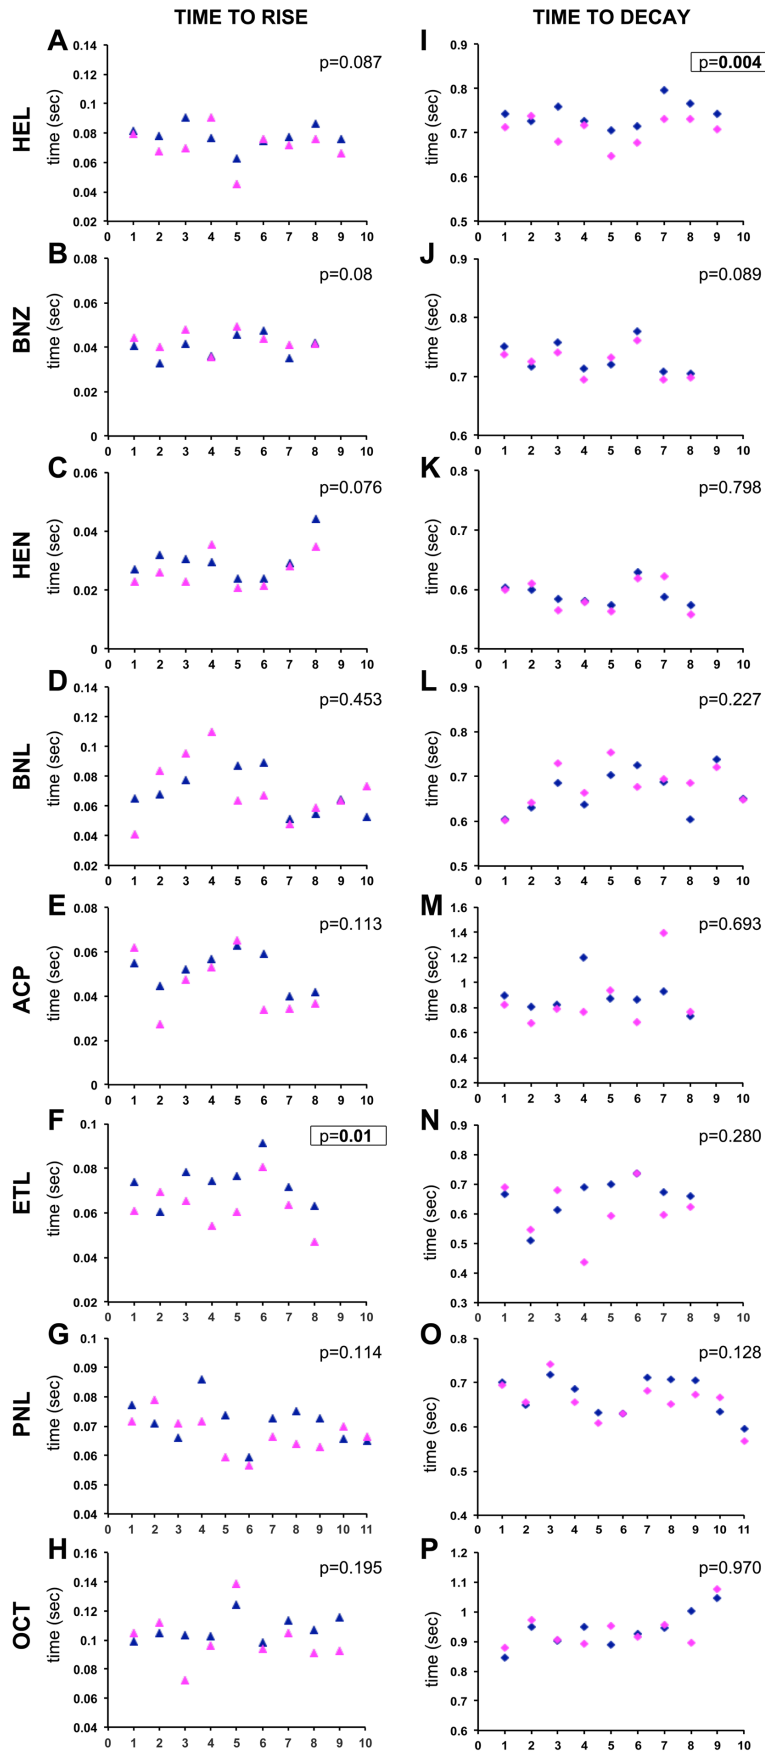 TIME TO RISE
TIME TO DECAY
A
HEL
time (sec)
p=0.087
0.14
0.12
0.1
0.08
0.06
0.04
0.02
0 1 2 3 4 5 6 7 8 9 10
I
time (sec)
p=0.004
0.9
0.8
0.7
0.6
0.5
0 1 2 3 4 5 6 7 8 9 10
B
BNZ
time (sec)
p=0.08
0.08
0.06
0.04
0.02
0
0 1 2 3 4 5 6 7 8 9 10
J
time (sec)
p=0.089
0.9
0.8
0.7
0.6
0 1 2 3 4 5 6 7 8 9 10
C
HEN
time (sec)
p=0.076
0.06
0.04
0.02
0
0 1 2 3 4 5 6 7 8 9 10
K
time (sec)
p=0.798
0.8
0.7
0.6
0.5
0 1 2 3 4 5 6 7 8 9 10
D
BNL
time (sec)
p=0.453
0.14
0.12
0.1
0.08
0.06
0.04
0.02
0 1 2 3 4 5 6 7 8 9 10
L
time (sec)
p=0.227
0.9
0.8
0.7
0.6
0.5
0 1 2 3 4 5 6 7 8 9 10
E
ACP
time (sec)
p=0.113
0.08
0.06
0.04
0.02
0
0 1 2 3 4 5 6 7 8 9 10
M
time (sec)
p=0.693
1.6
1.4
1.2
1
0.8
0.6
0.4
0.2
0 1 2 3 4 5 6 7 8 9 10
F
ETL
time (sec)
p=0.01
0.1
0.08
0.06
0.04
0.02
0 1 2 3 4 5 6 7 8 9 10
N
time (sec)
p=0.280
0.9
0.8
0.7
0.6
0.5
0.4
0.3
0 1 2 3 4 5 6 7 8 9 10
G
PNL
time (sec)
p=0.114
0.1
0.09
0.08
0.07
0.06
0.05
0.04
0 1 2 3 4 5 6 7 8 9 10 11
O
time (sec)
p=0.128
0.8
0.7
0.6
0.5
0.4
0 1 2 3 4 5 6 7 8 9 10 11
H
OCT
time (sec)
p=0.195
0.16
0.14
0.12
0.1
0.08
0.06
0.04
0 1 2 3 4 5 6 7 8 9 10
P
time (sec)
p=0.970
1.2
1.1
1
0.9
0.8
0.7
0.6
0 1 2 3 4 5 6 7 8 9 10